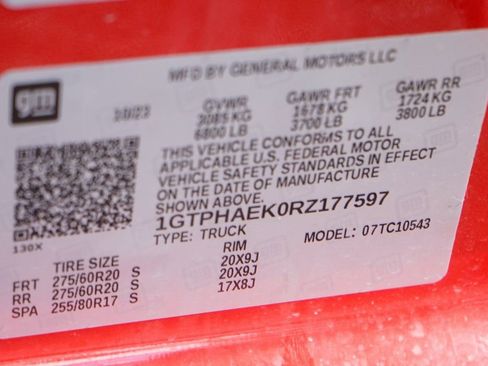 MFD BY GENERAL MOTORS LLC
gm
10/23
GVWR GAWR FRT GAWR RR
3085 KG 1678 KG 1724 KG
6800 LB 3700 LB 3800 LB
THIS VEHICLE CONFORMS TO ALL
APPLICABLE U.S. FEDERAL MOTOR
VEHICLE SAFETY STANDARDS IN EFFECT
ON THE DATE OF MANUFACTURE
SHOWN ABOVE.
1GTPHAEK0RZ177597
TYPE: TRUCK MODEL: 07TC10543
130X
TIRE SIZE RIM
FRT 275/60R20 S 20X9J
RR 275/60R20 S 20X9J
SPA 255/80R17 S 17X8J